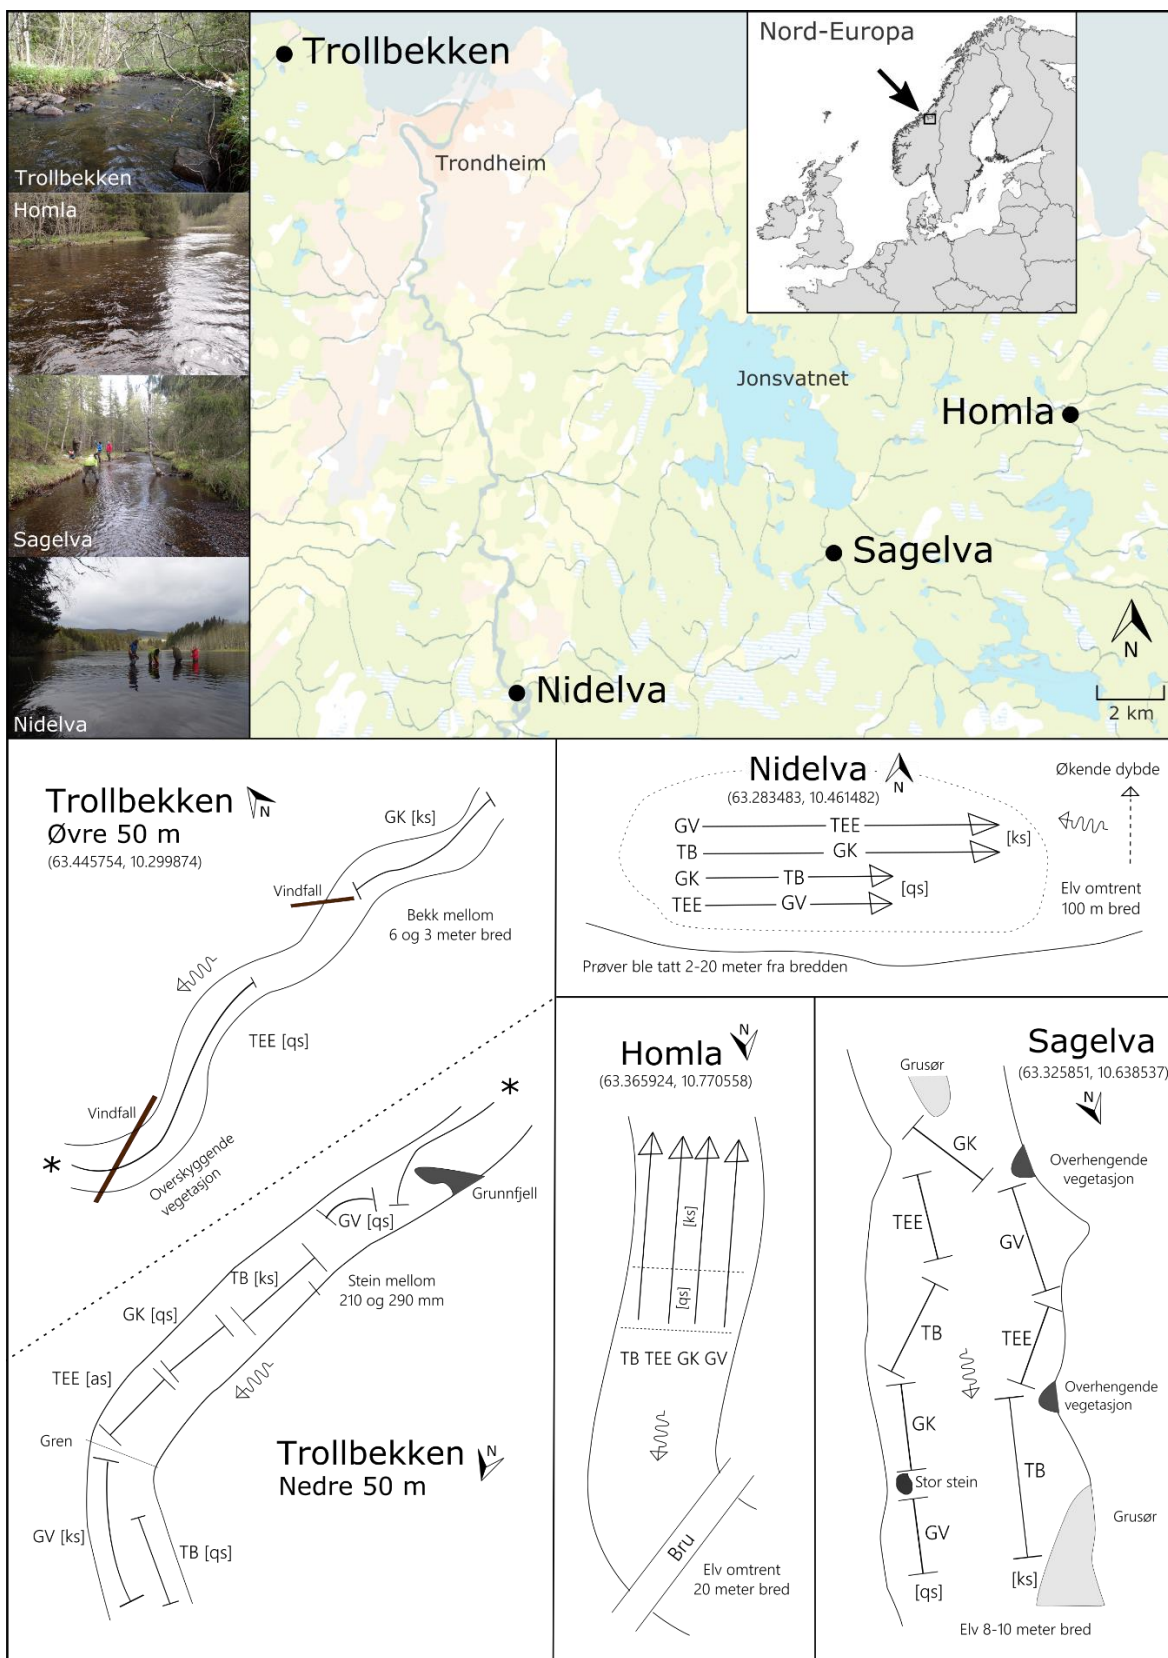 Trollbekken
Homla
Sagelva
Nidelva
Trollbekken
Trondheim
Jonsvatnet
Homla
Sagelva
Nidelva
N
2 km
Nord-Europa
Trollbekken
N
Øvre 50 m
(63.445754, 10.299874)
GK [ks]
Vindfall
Bekk mellom
6 og 3 meter bred
TEE [qs]
Vindfall
*
Overskyggende
vegetasjon
*
Grunnfjell
GV [qs]
TB [ks]
Stein mellom
210 og 290 mm
GK [qs]
TEE [as]
Gren
Trollbekken
N
Nedre 50 m
GV [ks]
TB [qs]
Nidelva
N
(63.283483, 10.461482)
Økende dybde
GV TEE
[ks]
TB GK
GK TB
[qs]
TEE GV
Elv omtrent
100 m bred
Prøver ble tatt 2-20 meter fra bredden
Homla
N
(63.365924, 10.770558)
[ks]
[qs]
TB TEE GK GV
Bru
Elv omtrent
20 meter bred
Sagelva
(63.325851, 10.638537)
N
Grusør
GK
Overhengende
vegetasjon
TEE
GV
TB
TEE
Overhengende
vegetasjon
GK
TB
Stor stein
GV
Grusør
[qs]
[ks]
Elv 8-10 meter bred